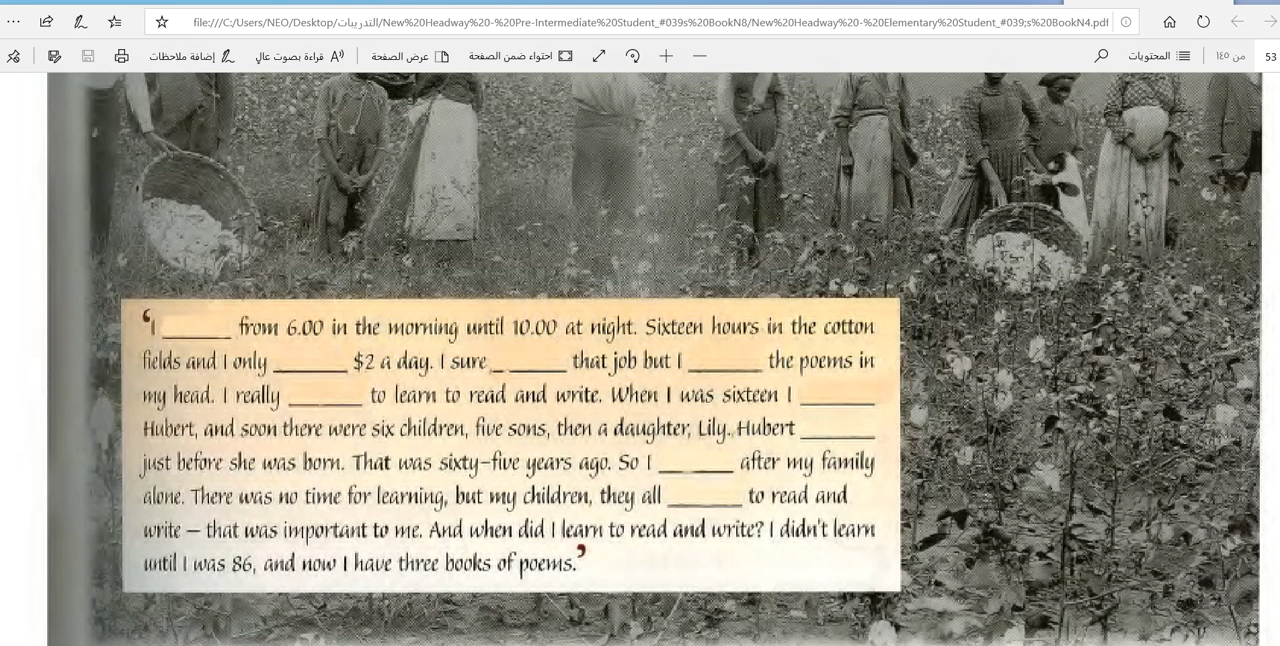 file:///C:/Users/NEO/Desktop/التدريبات/New%20Headway%20-%20Pre-Intermediate%20Student_#039s%20BookN8/New%20Headway%20-%20Elementary%20Student_#039;s%20BookN4.pdf
إضافة ملاحظات قراءة بصوت عالٍ عرض الصفحة احتواء ضمن الصفحة المحتويات من ١٤٥ 53
‘I ______ from 6.00 in the morning until 10.00 at night. Sixteen hours in the cotton
fields and I only ______ $2 a day. I sure _ ______ that job but I ______ the poems in
my head. I really ______ to learn to read and write. When I was sixteen I ______
Hubert, and soon there were six children, five sons, then a daughter, Lily. Hubert ______
just before she was born. That was sixty-five years ago. So I ______ after my family
alone. There was no time for learning, but my children, they all ______ to read and
write – that was important to me. And when did I learn to read and write? I didn't learn
until I was 86, and now I have three books of poems.’